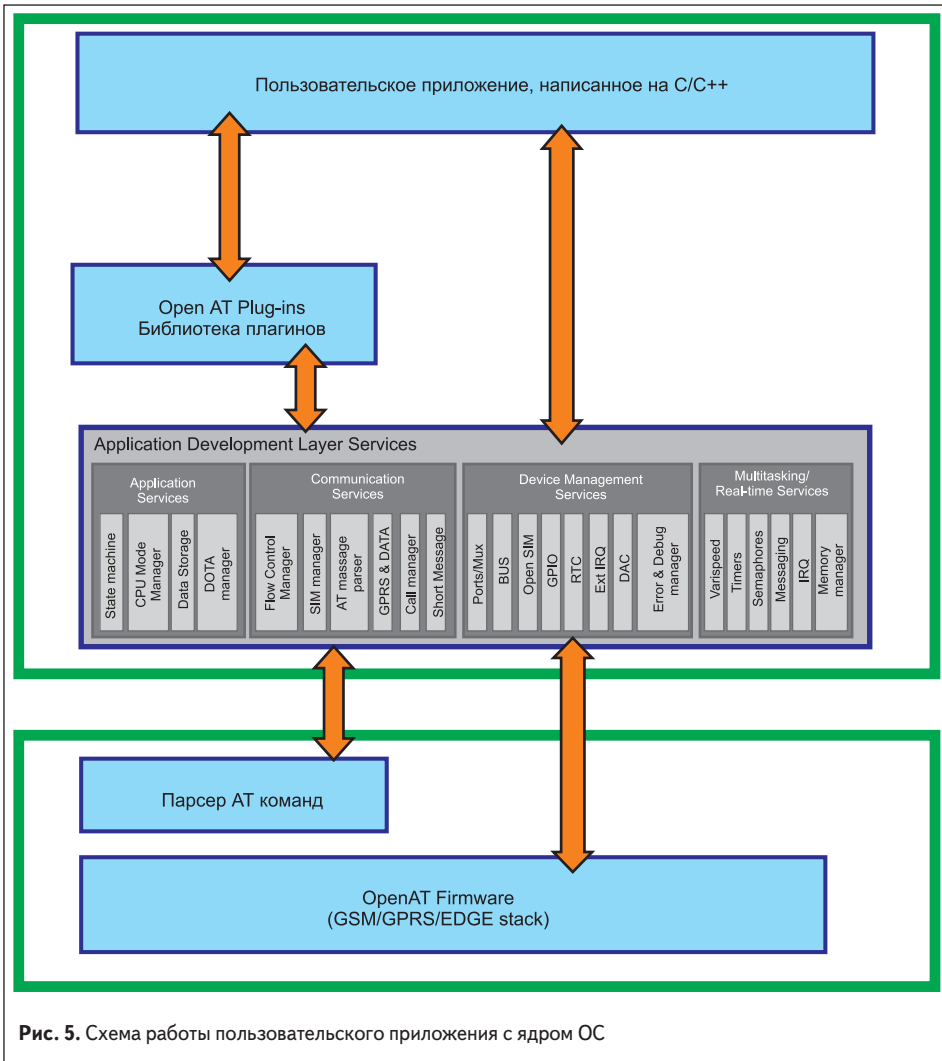 Пользовательское приложение, написанное на С/С++
Open AT Plug-ins
Библиотека плагинов
Application Development Layer Services
Application
Services
State machine
CPU Mode
Manager
Data Storage
DOTA
manager
Communication
Services
Flow Control
Manager
SIM manager
AT massage
parser
GPRS & DATA
Call manager
Short Message
Device Management
Services
Ports/Mux
BUS
Open SIM
GPIO
RTC
Ext IRQ
DAC
Error & Debug
manager
Multitasking/
Real-time Services
Varispeed
Timers
Semaphores
Messaging
IRQ
Memory
manager
Парсер АТ команд
OpenAT Firmware
(GSM/GPRS/EDGE stack)
Рис. 5. Схема работы пользовательского приложения с ядром ОС